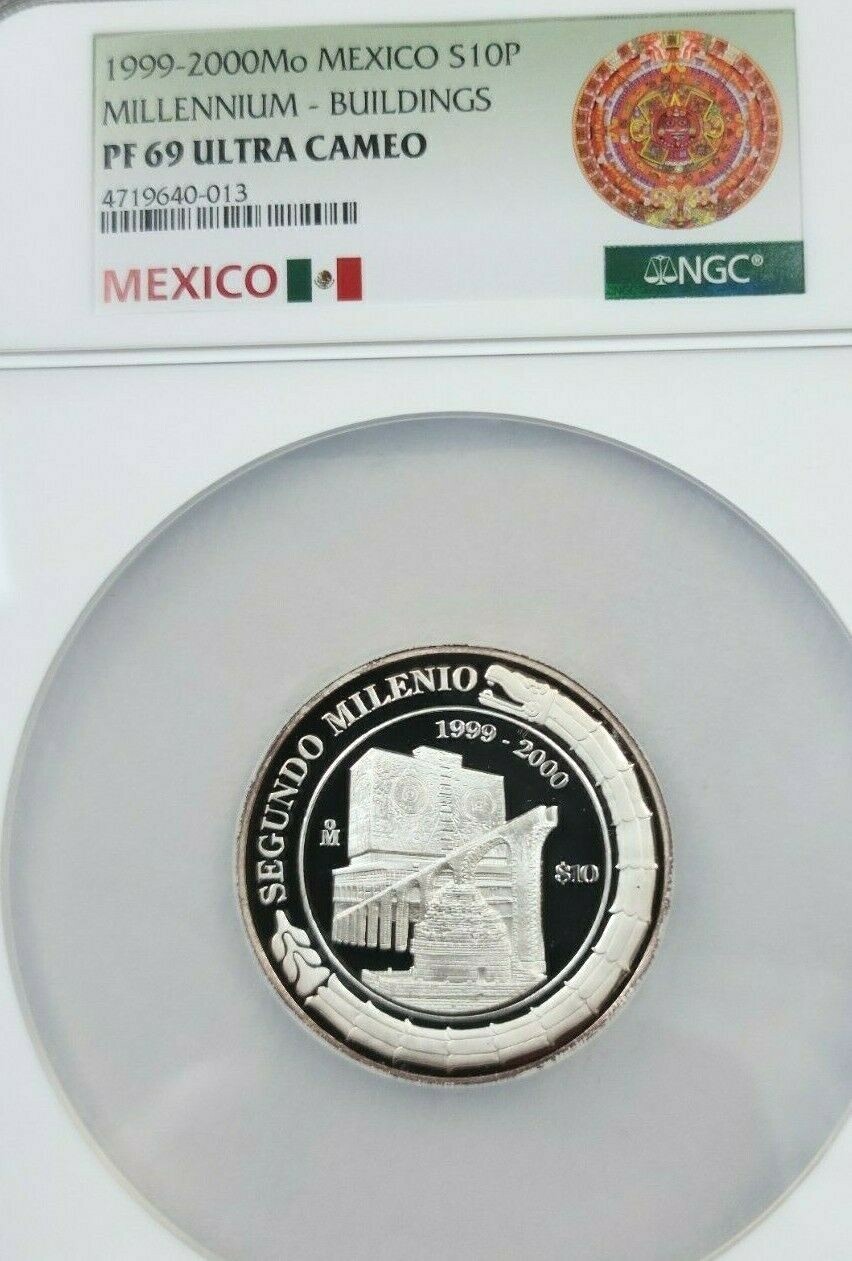 1999-2000Mo MEXICO S10P
MILLENNIUM - BUILDINGS
PF 69 ULTRA CAMEO
4719640-013
MEXICO
NGC®
SEGUNDO MILENIO
1999 - 2000
oM
$10